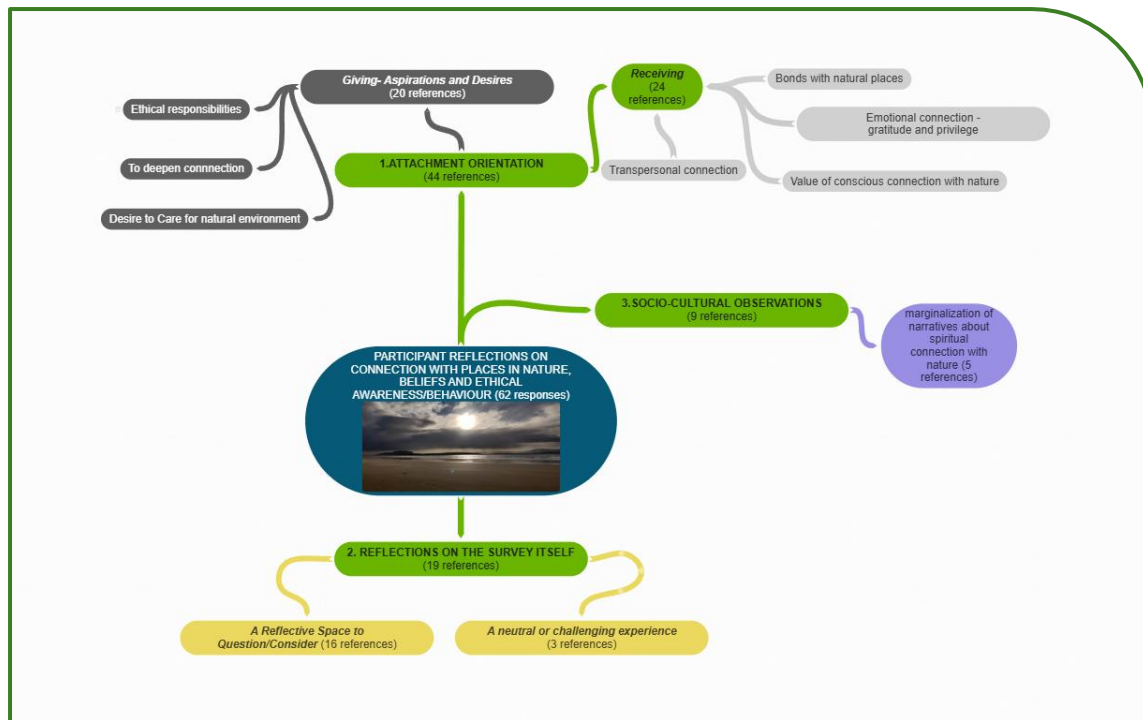 Giving- Aspirations and Desires
(20 references)
Ethical responsibilities
To deepen connnection
Desire to Care for natural environment
1.ATTACHMENT ORIENTATION
(44 references)
Receiving
(24
references)
Bonds with natural places
Emotional connection -
gratitude and privilege
Transpersonal connection
Value of conscious connection with nature
3.SOCIO-CULTURAL OBSERVATIONS
(9 references)
marginalization of
narratives about
spiritual
connection with
nature (5
references)
PARTICIPANT REFLECTIONS ON
CONNECTION WITH PLACES IN NATURE,
BELIEFS AND ETHICAL
AWARENESS/BEHAVIOUR (62 responses)
2. REFLECTIONS ON THE SURVEY ITSELF
(19 references)
A Reflective Space to
Question/Consider (16 references)
A neutral or challenging experience
(3 references)